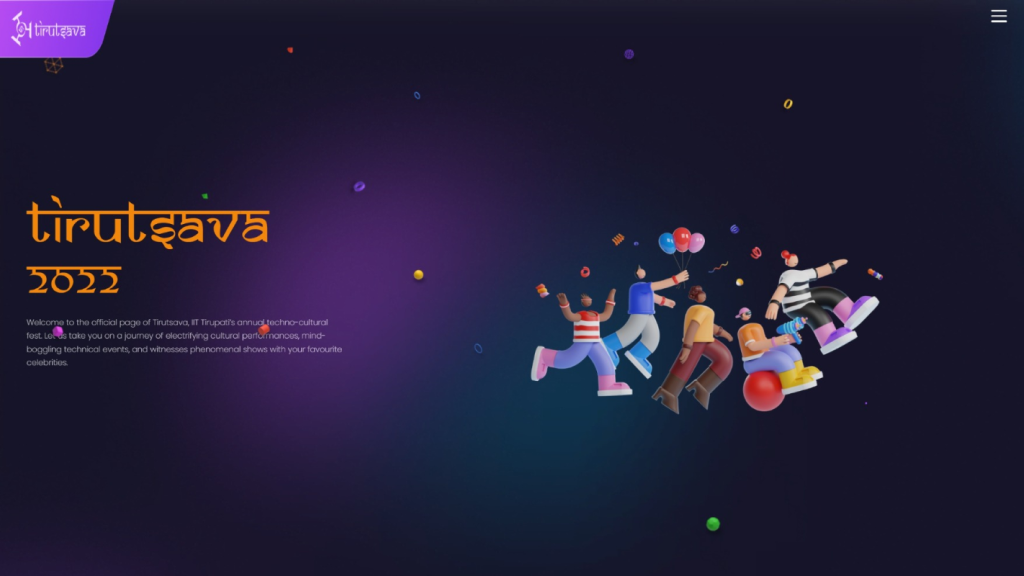 tirutsava
tirutsava
2022
Welcome to the official page of Tirutsava, IIT Tirupati's annual techno-cultural
fest. Let us take you on a journey of electrifying cultural performances, mind-
boggling technical events, and witnesses phenomenal shows with your favourite
celebrities.